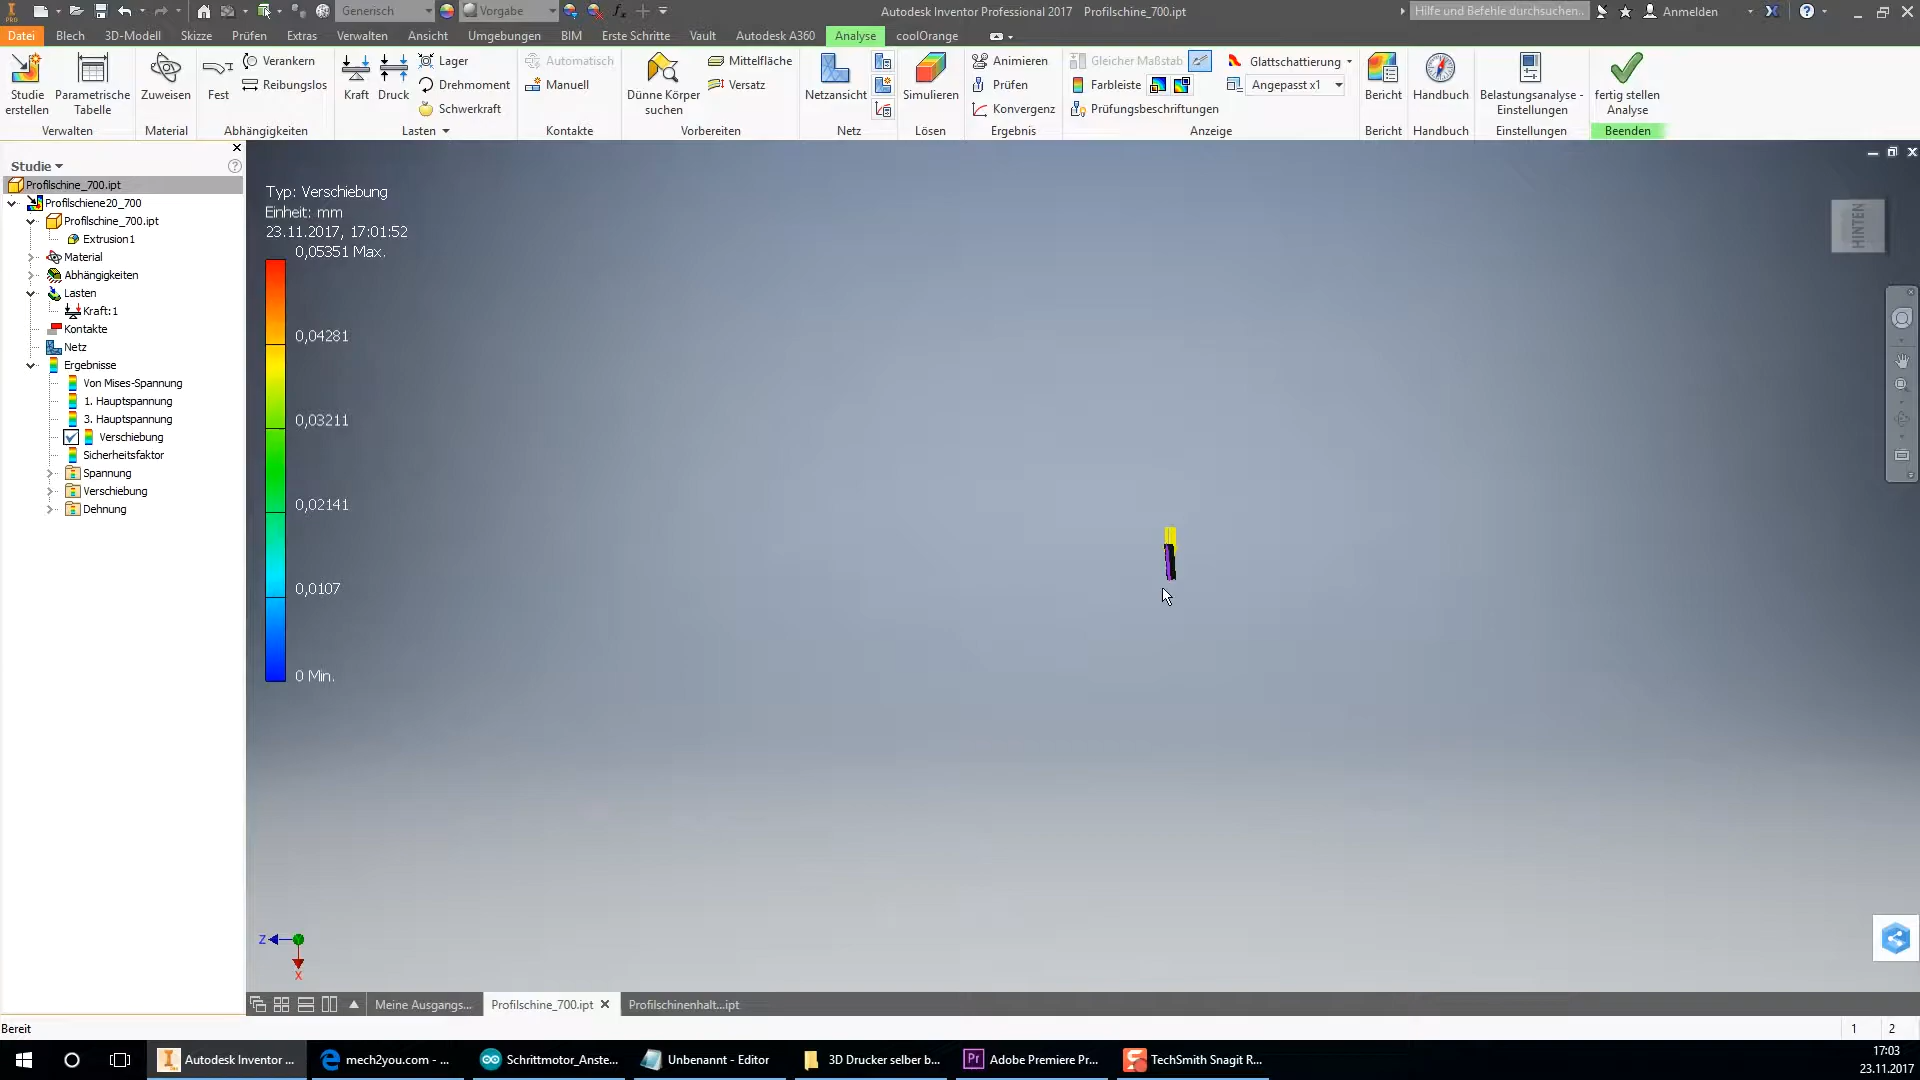 Generisch
Vorgabe
Autodesk Inventor Professional 2017 Profilschine_700.ipt
Hilfe und Befehle durchsuchen...
Anmelden
Datei Blech 3D-Modell Skizze Prüfen Extras Verwalten Ansicht Umgebungen BIM Erste Schritte Vault Autodesk A360 Analyse coolOrange
Studie
erstellen
Parametrische
Tabelle
Verwalten
Zuweisen
Material
Fest
Verankern
Reibungslos
Abhängigkeiten
Kraft
Druck
Lager
Drehmoment
Schwerkraft
Lasten
Automatisch
Manuell
Kontakte
Dünne Körper
suchen
Mittelfläche
Versatz
Vorbereiten
Netzansicht
Netz
Simulieren
Lösen
Animieren
Prüfen
Konvergenz
Ergebnis
Gleicher Maßstab
Farbleiste
Prüfungsbeschriftungen
Glattschattierung
Angepasst x1
Anzeige
Bericht
Bericht
Handbuch
Handbuch
Belastungsanalyse -
Einstellungen
Einstellungen
fertig stellen
Analyse
Beenden
Studie
Profilschine_700.ipt
Profilschiene20_700
Profilschine_700.ipt
Extrusion1
Material
Abhängigkeiten
Lasten
Kraft:1
Kontakte
Netz
Ergebnisse
Von Mises-Spannung
1. Hauptspannung
3. Hauptspannung
Verschiebung
Sicherheitsfaktor
Spannung
Verschiebung
Dehnung
Typ: Verschiebung
Einheit: mm
23.11.2017, 17:01:52
0,05351 Max.
0,04281
0,03211
0,02141
0,0107
0 Min.
HINTEN
Z
X
Meine Ausgangs... Profilschine_700.ipt Profilschinenhalt...ipt
Bereit
1 2
Autodesk Inventor ... mech2you.com - ... Schrittmotor_Anste... Unbenannt - Editor 3D Drucker selber b... Adobe Premiere Pr... TechSmith Snagit R...
17:03
23.11.2017